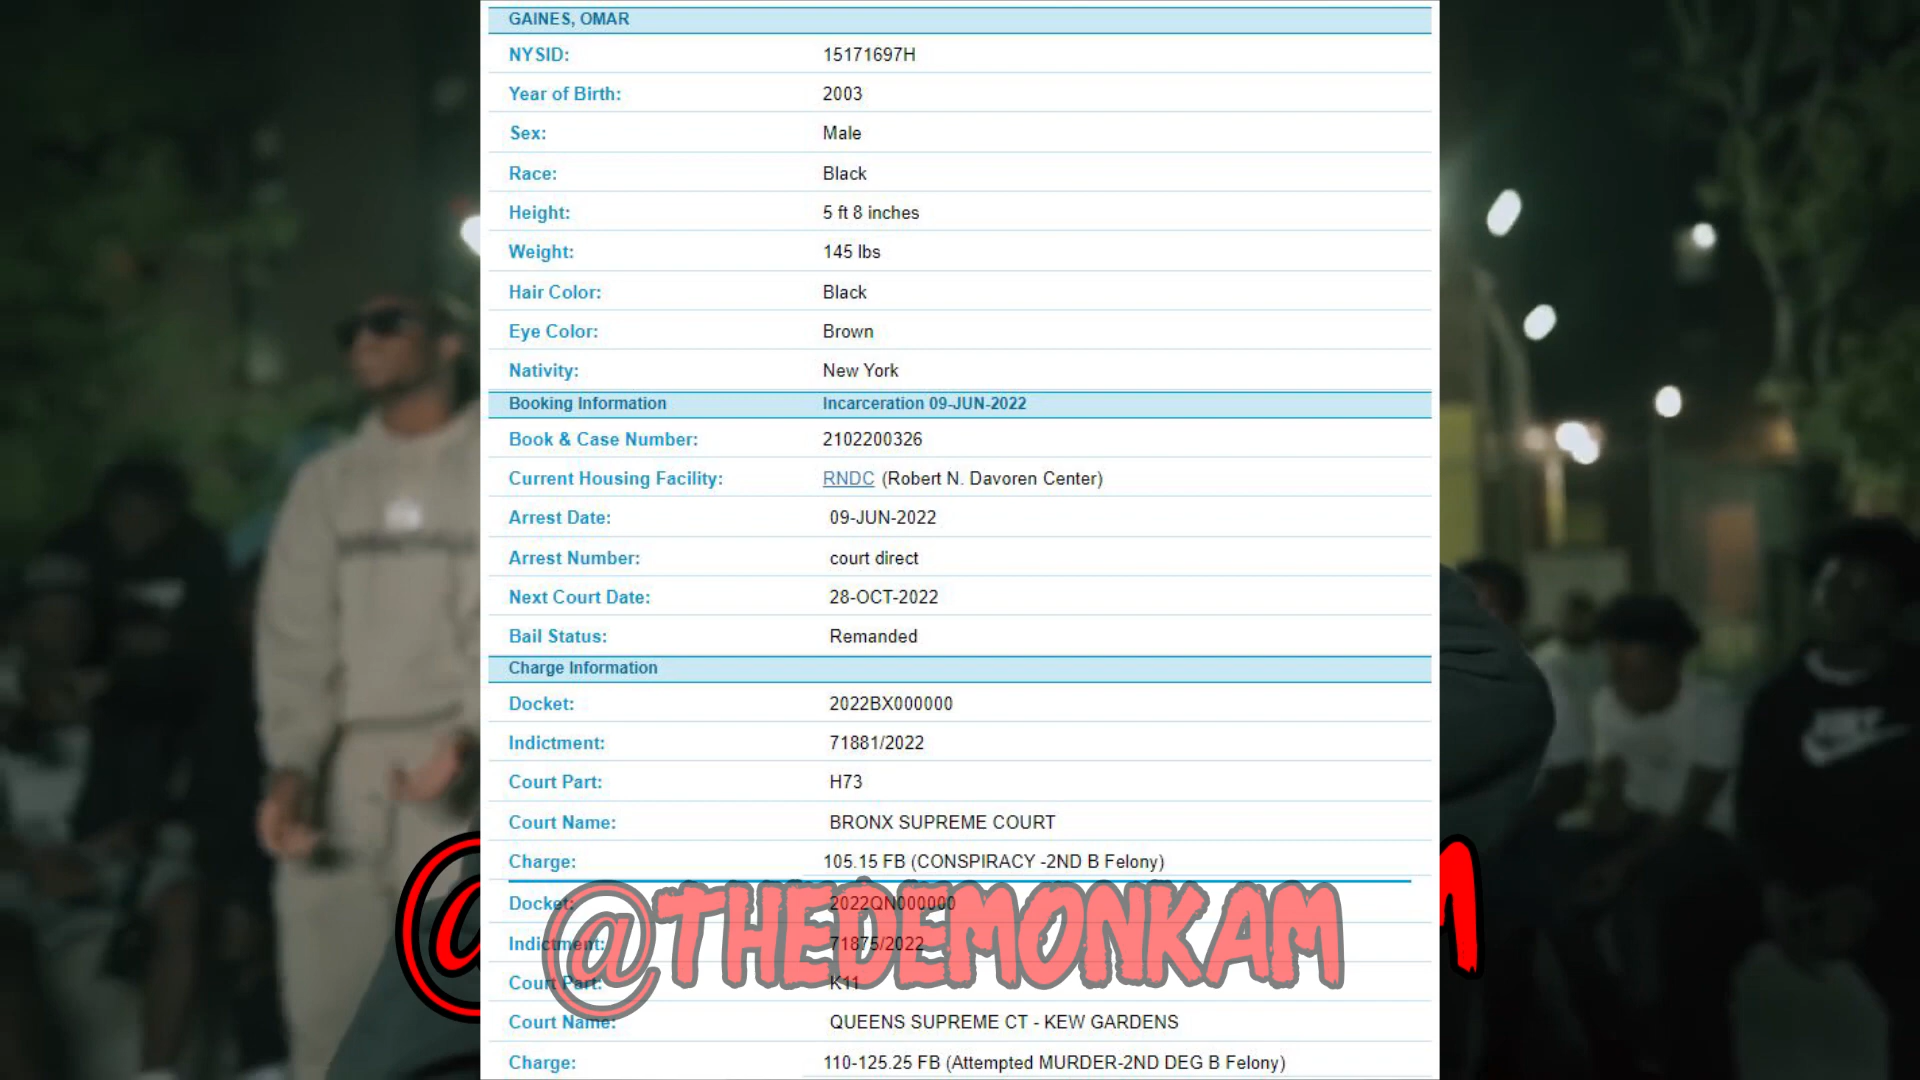 GAINES, OMAR
NYSID: 15171697H
Year of Birth: 2003
Sex: Male
Race: Black
Height: 5 ft 8 inches
Weight: 145 lbs
Hair Color: Black
Eye Color: Brown
Nativity: New York
Booking Information Incarceration 09-JUN-2022
Book & Case Number: 2102200326
Current Housing Facility: RNDC (Robert N. Davoren Center)
Arrest Date: 09-JUN-2022
Arrest Number: court direct
Next Court Date: 28-OCT-2022
Bail Status: Remanded
Charge Information
Docket: 2022BX000000
Indictment: 71881/2022
Court Part: H73
Court Name: BRONX SUPREME COURT
Charge: 105.15 FB (CONSPIRACY -2ND B Felony)
Docket: 2022QN000000
@THEDEMONKAM
Indictment: 71875/2022
Court Part: K11
Court Name: QUEENS SUPREME CT - KEW GARDENS
Charge: 110-125.25 FB (Attempted MURDER-2ND DEG B Felony)